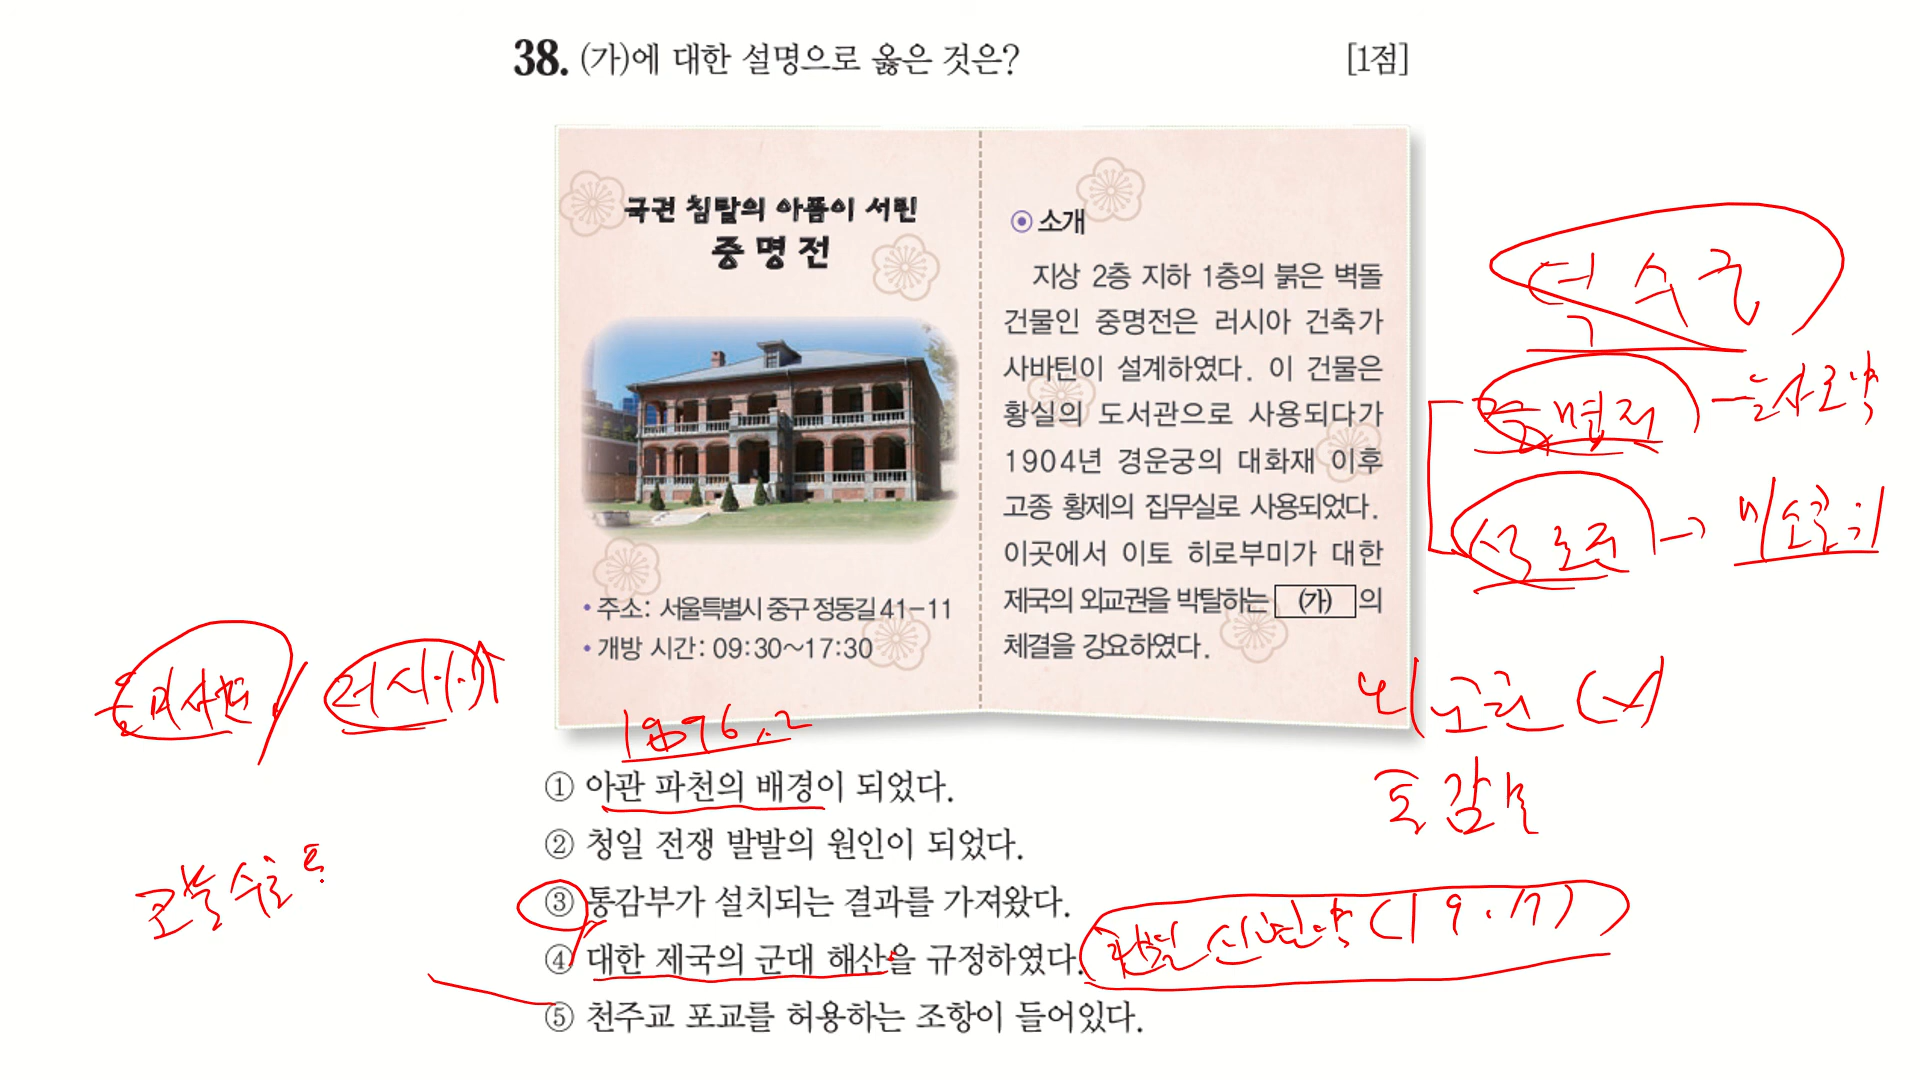 38. (가)에 대한 설명으로 옳은 것은? [1점]
국권 침탈의 아픔이 서린
중명전
• 주소: 서울특별시 중구 정동길 41-11
• 개방 시간: 09:30~17:30
소개
지상 2층 지하 1층의 붉은 벽돌
건물인 중명전은 러시아 건축가
사바틴이 설계하였다. 이 건물은
황실의 도서관으로 사용되다가
1904년 경운궁의 대화재 이후
고종 황제의 집무실로 사용되었다.
이곳에서 이토 히로부미가 대한
제국의 외교권을 박탈하는 (가) 의
체결을 강요하였다.
덕수궁
중명전 - 을사조약
석조전 → 미소공위
외교권 (X)
통감부
을미사변 / 러시아
1896.2
① 아관 파천의 배경이 되었다.
② 청일 전쟁 발발의 원인이 되었다.
③ 통감부가 설치되는 결과를 가져왔다.
④ 대한 제국의 군대 해산을 규정하였다.
⑤ 천주교 포교를 허용하는 조항이 들어있다.